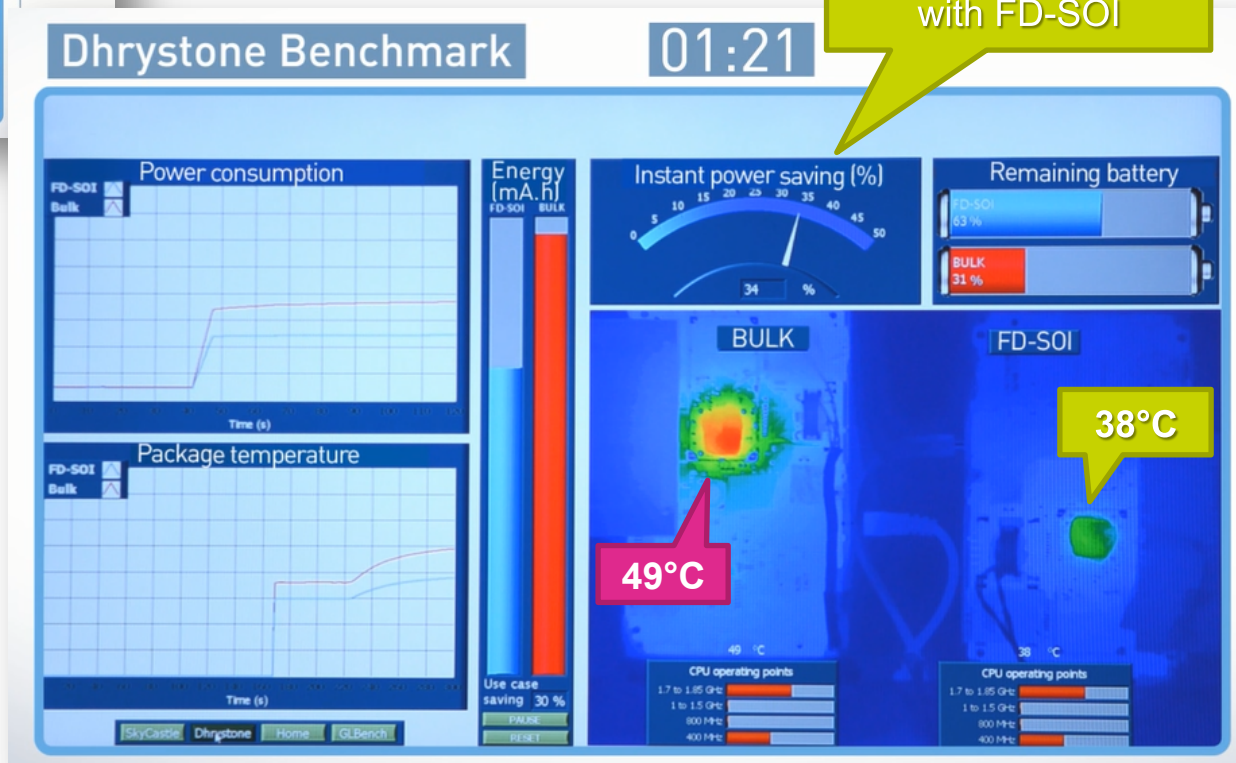 with FD-SOI
Dhrystone Benchmark
01:21
Power consumption
FD-SOI
Bulk
Time (s)
Package temperature
FD-SOI
Bulk
Time (s)
SkyCastle
Dhrystone
Home
GLBench
Energy
(mA.h)
FD-SOI BULK
Use case
saving 30 %
PAUSE
RESET
Instant power saving (%)
0 5 10 15 20 25 30 35 40 45 50
34 %
Remaining battery
FD-SOI
63 %
BULK
31 %
BULK
FD-SOI
49°C
38°C
49 °C
CPU operating points
1.7 to 1.85 GHz
1 to 1.5 GHz
800 MHz
400 MHz
38 °C
CPU operating points
1.7 to 1.85 GHz
1 to 1.5 GHz
800 MHz
400 MHz